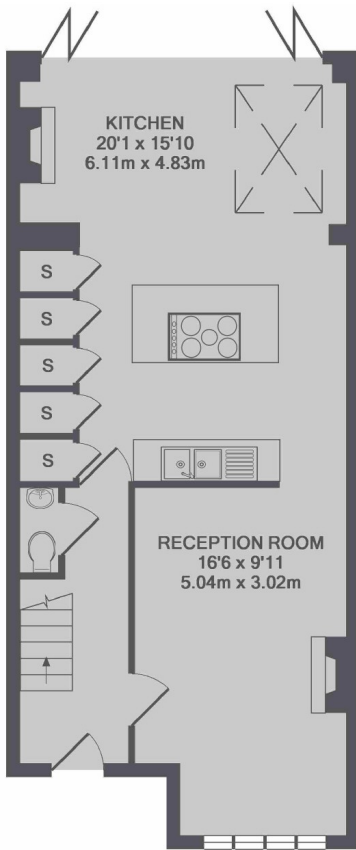 KITCHEN
20'1 x 15'10
6.11m x 4.83m
S
S
S
S
S
RECEPTION ROOM
16'6 x 9'11
5.04m x 3.02m